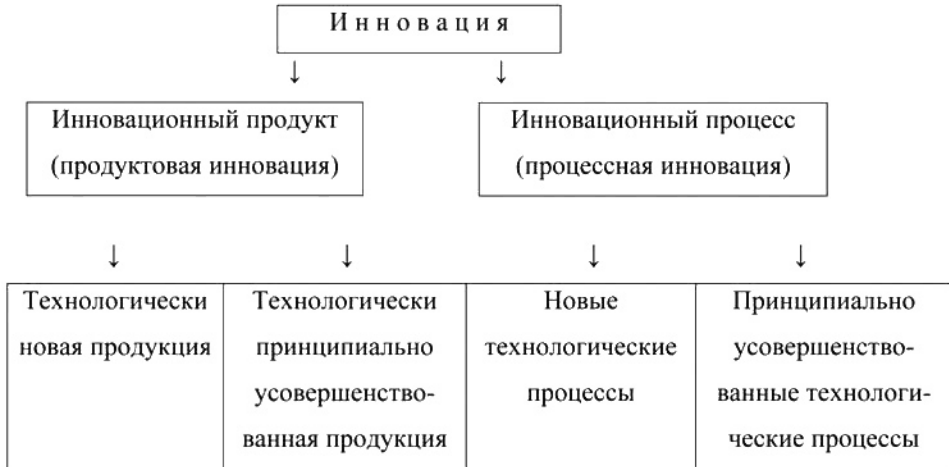 И н н о в а ц и я
↓ ↓
Инновационный продукт
(продуктовая инновация)
Инновационный процесс
(процессная инновация)
↓ ↓ ↓ ↓
Технологически
новая продукция
Технологически
принципиально
усовершенство-
ванная продукция
Новые
технологические
процессы
Принципиально
усовершенство-
ванные технологи-
ческие процессы